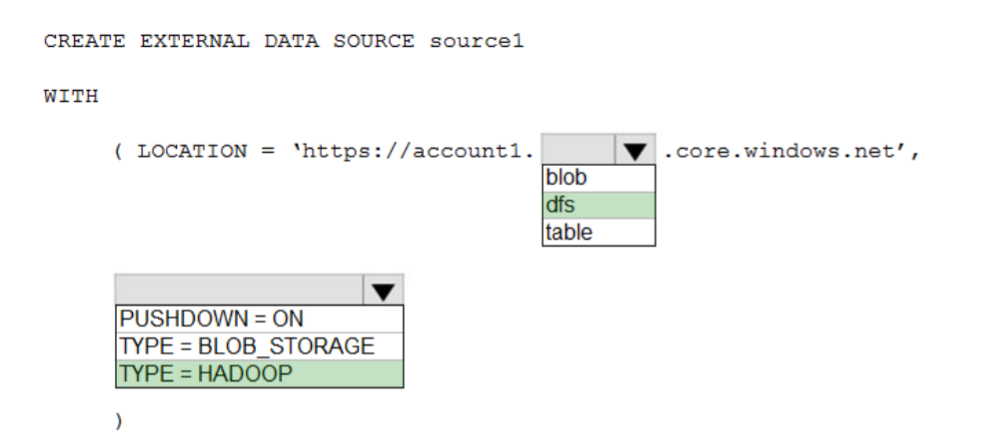 CREATE EXTERNAL DATA SOURCE source1
WITH
( LOCATION = ‘https://account1. .core.windows.net’,
blob
dfs
table
PUSHDOWN = ON
TYPE = BLOB_STORAGE
TYPE = HADOOP
)